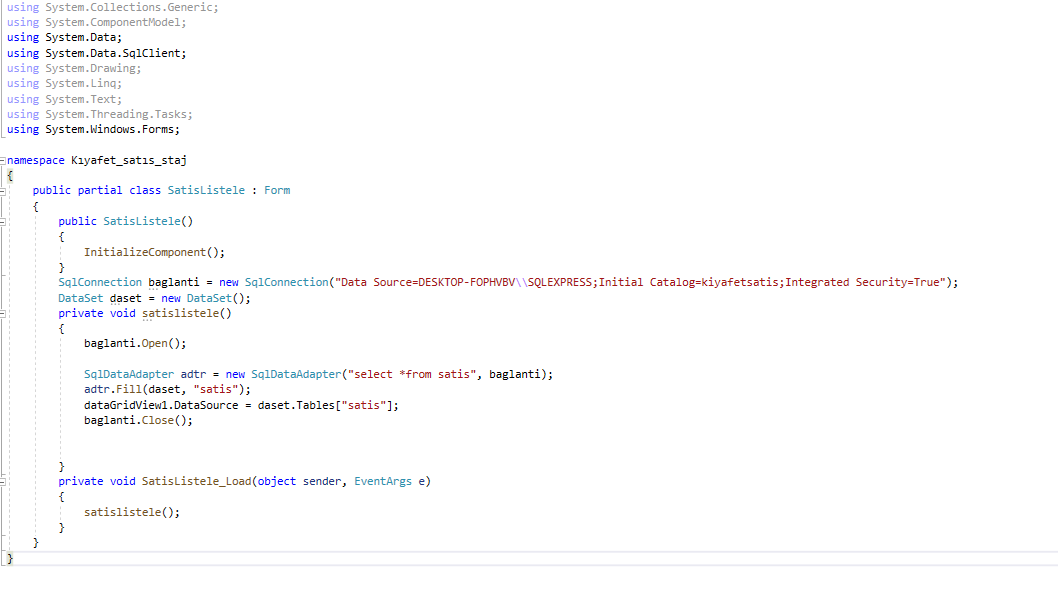 using System.Collections.Generic;
using System.ComponentModel;
using System.Data;
using System.Data.SqlClient;
using System.Drawing;
using System.Linq;
using System.Text;
using System.Threading.Tasks;
using System.Windows.Forms;
namespace Kıyafet_satıs_staj
{
public partial class SatisListele : Form
{
public SatisListele()
{
InitializeComponent();
}
SqlConnection baglanti = new SqlConnection("Data Source=DESKTOP-FOPHVBV\\SQLEXPRESS;Initial Catalog=kiyafetsatis;Integrated Security=True");
DataSet daset = new DataSet();
private void satislistele()
{
baglanti.Open();
SqlDataAdapter adtr = new SqlDataAdapter("select *from satis", baglanti);
adtr.Fill(daset, "satis");
dataGridView1.DataSource = daset.Tables["satis"];
baglanti.Close();
}
private void SatisListele_Load(object sender, EventArgs e)
{
satislistele();
}
}
}